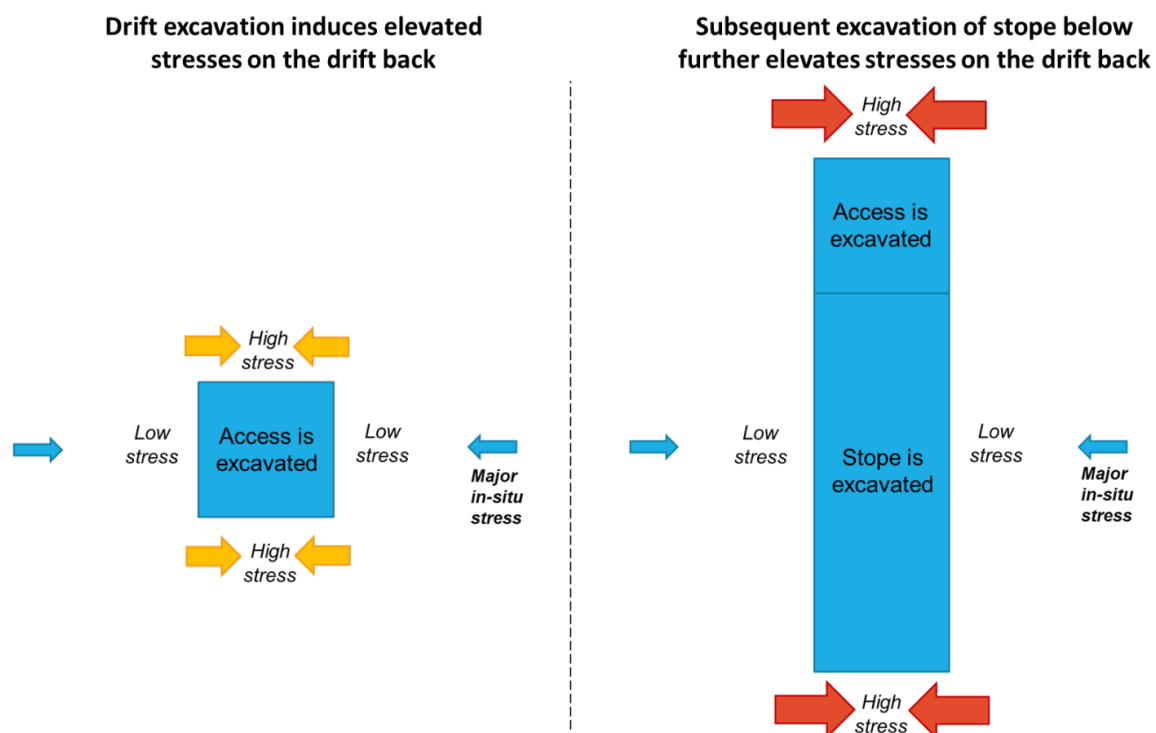 Drift excavation induces elevated
stresses on the drift back
High
stress
Low
stress
Access is
excavated
Low
stress
Major
in-situ
stress
High
stress
Subsequent excavation of stope below
further elevates stresses on the drift back
High
stress
Access is
excavated
Low
stress
Stope is
excavated
Low
stress
Major
in-situ
stress
High
stress